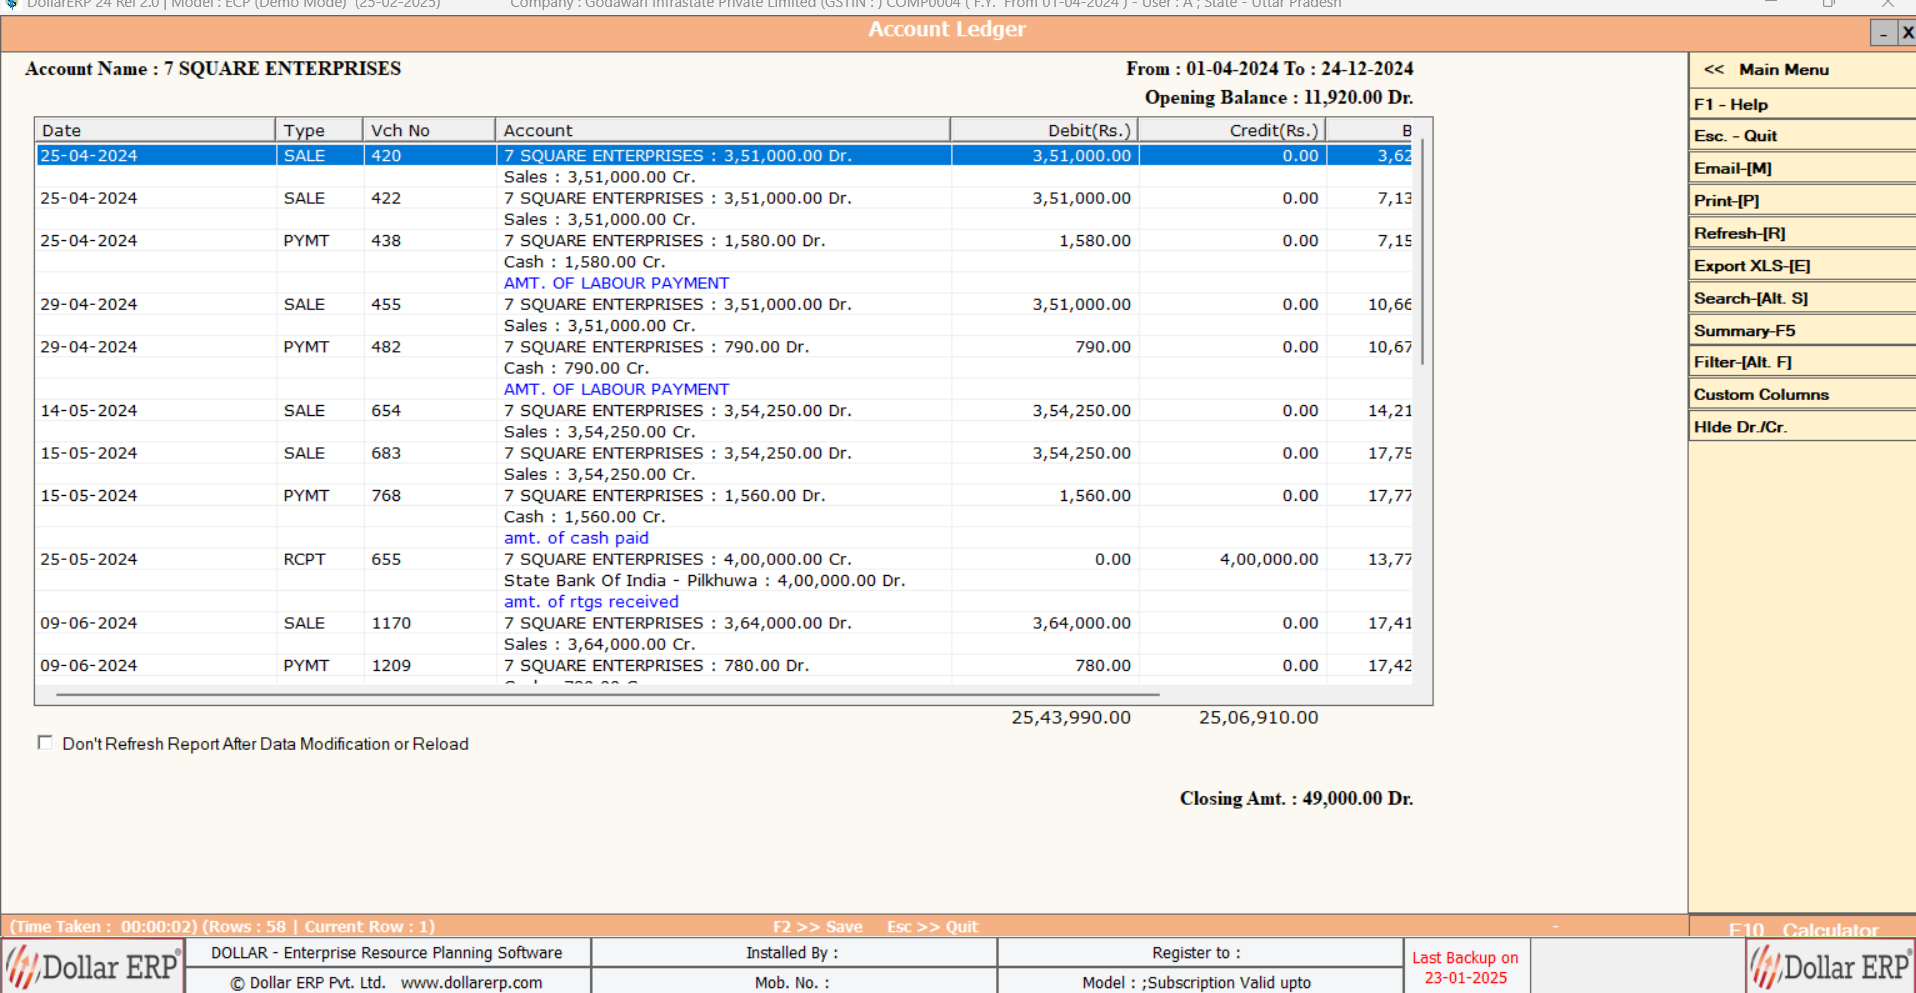 DollarERP 24 Rel 2.0 | Model : ECP (Demo Mode) (25-02-2025) Company : Godawari Infrastate Private Limited (GSTIN : ) COMP0004 ( F.Y. From 01-04-2024 ) - User : A ; State - Uttar Pradesh
Account Ledger
- X
Account Name : 7 SQUARE ENTERPRISES
From : 01-04-2024 To : 24-12-2024
Opening Balance : 11,920.00 Dr.
Date Type Vch No Account Debit(Rs.) Credit(Rs.) B
25-04-2024 SALE 420 7 SQUARE ENTERPRISES : 3,51,000.00 Dr. 3,51,000.00 0.00 3,62
Sales : 3,51,000.00 Cr.
25-04-2024 SALE 422 7 SQUARE ENTERPRISES : 3,51,000.00 Dr. 3,51,000.00 0.00 7,13
Sales : 3,51,000.00 Cr.
25-04-2024 PYMT 438 7 SQUARE ENTERPRISES : 1,580.00 Dr. 1,580.00 0.00 7,15
Cash : 1,580.00 Cr.
AMT. OF LABOUR PAYMENT
29-04-2024 SALE 455 7 SQUARE ENTERPRISES : 3,51,000.00 Dr. 3,51,000.00 0.00 10,66
Sales : 3,51,000.00 Cr.
29-04-2024 PYMT 482 7 SQUARE ENTERPRISES : 790.00 Dr. 790.00 0.00 10,67
Cash : 790.00 Cr.
AMT. OF LABOUR PAYMENT
14-05-2024 SALE 654 7 SQUARE ENTERPRISES : 3,54,250.00 Dr. 3,54,250.00 0.00 14,21
Sales : 3,54,250.00 Cr.
15-05-2024 SALE 683 7 SQUARE ENTERPRISES : 3,54,250.00 Dr. 3,54,250.00 0.00 17,75
Sales : 3,54,250.00 Cr.
15-05-2024 PYMT 768 7 SQUARE ENTERPRISES : 1,560.00 Dr. 1,560.00 0.00 17,77
Cash : 1,560.00 Cr.
amt. of cash paid
25-05-2024 RCPT 655 7 SQUARE ENTERPRISES : 4,00,000.00 Cr. 0.00 4,00,000.00 13,77
State Bank Of India - Pilkhuwa : 4,00,000.00 Dr.
amt. of rtgs received
09-06-2024 SALE 1170 7 SQUARE ENTERPRISES : 3,64,000.00 Dr. 3,64,000.00 0.00 17,41
Sales : 3,64,000.00 Cr.
09-06-2024 PYMT 1209 7 SQUARE ENTERPRISES : 780.00 Dr. 780.00 0.00 17,42
25,43,990.00 25,06,910.00
Don't Refresh Report After Data Modification or Reload
Closing Amt. : 49,000.00 Dr.
<< Main Menu
F1 - Help
Esc. - Quit
Email-[M]
Print-[P]
Refresh-[R]
Export XLS-[E]
Search-[Alt. S]
Summary-F5
Filter-[Alt. F]
Custom Columns
HIde Dr./Cr.
(Time Taken : 00:00:02) (Rows : 58 | Current Row : 1) F2 >> Save Esc >> Quit - F10 Calculator
Dollar ERP®
DOLLAR - Enterprise Resource Planning Software
© Dollar ERP Pvt. Ltd. www.dollarerp.com
Installed By :
Mob. No. :
Register to :
Model : ;Subscription Valid upto
Last Backup on
23-01-2025
Dollar ERP®